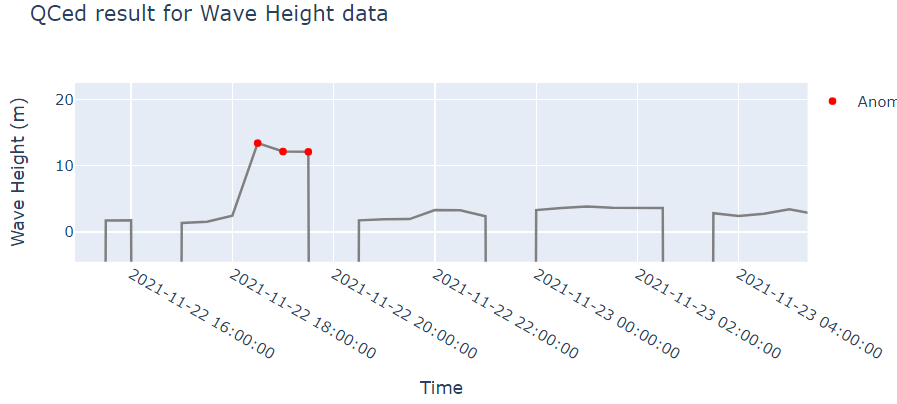 QCed result for Wave Height data
Wave Height (m)
20
10
0
Anom
2021-11-22 16:00:00
2021-11-22 18:00:00
2021-11-22 20:00:00
2021-11-22 22:00:00
2021-11-23 00:00:00
2021-11-23 02:00:00
2021-11-23 04:00:00
Time